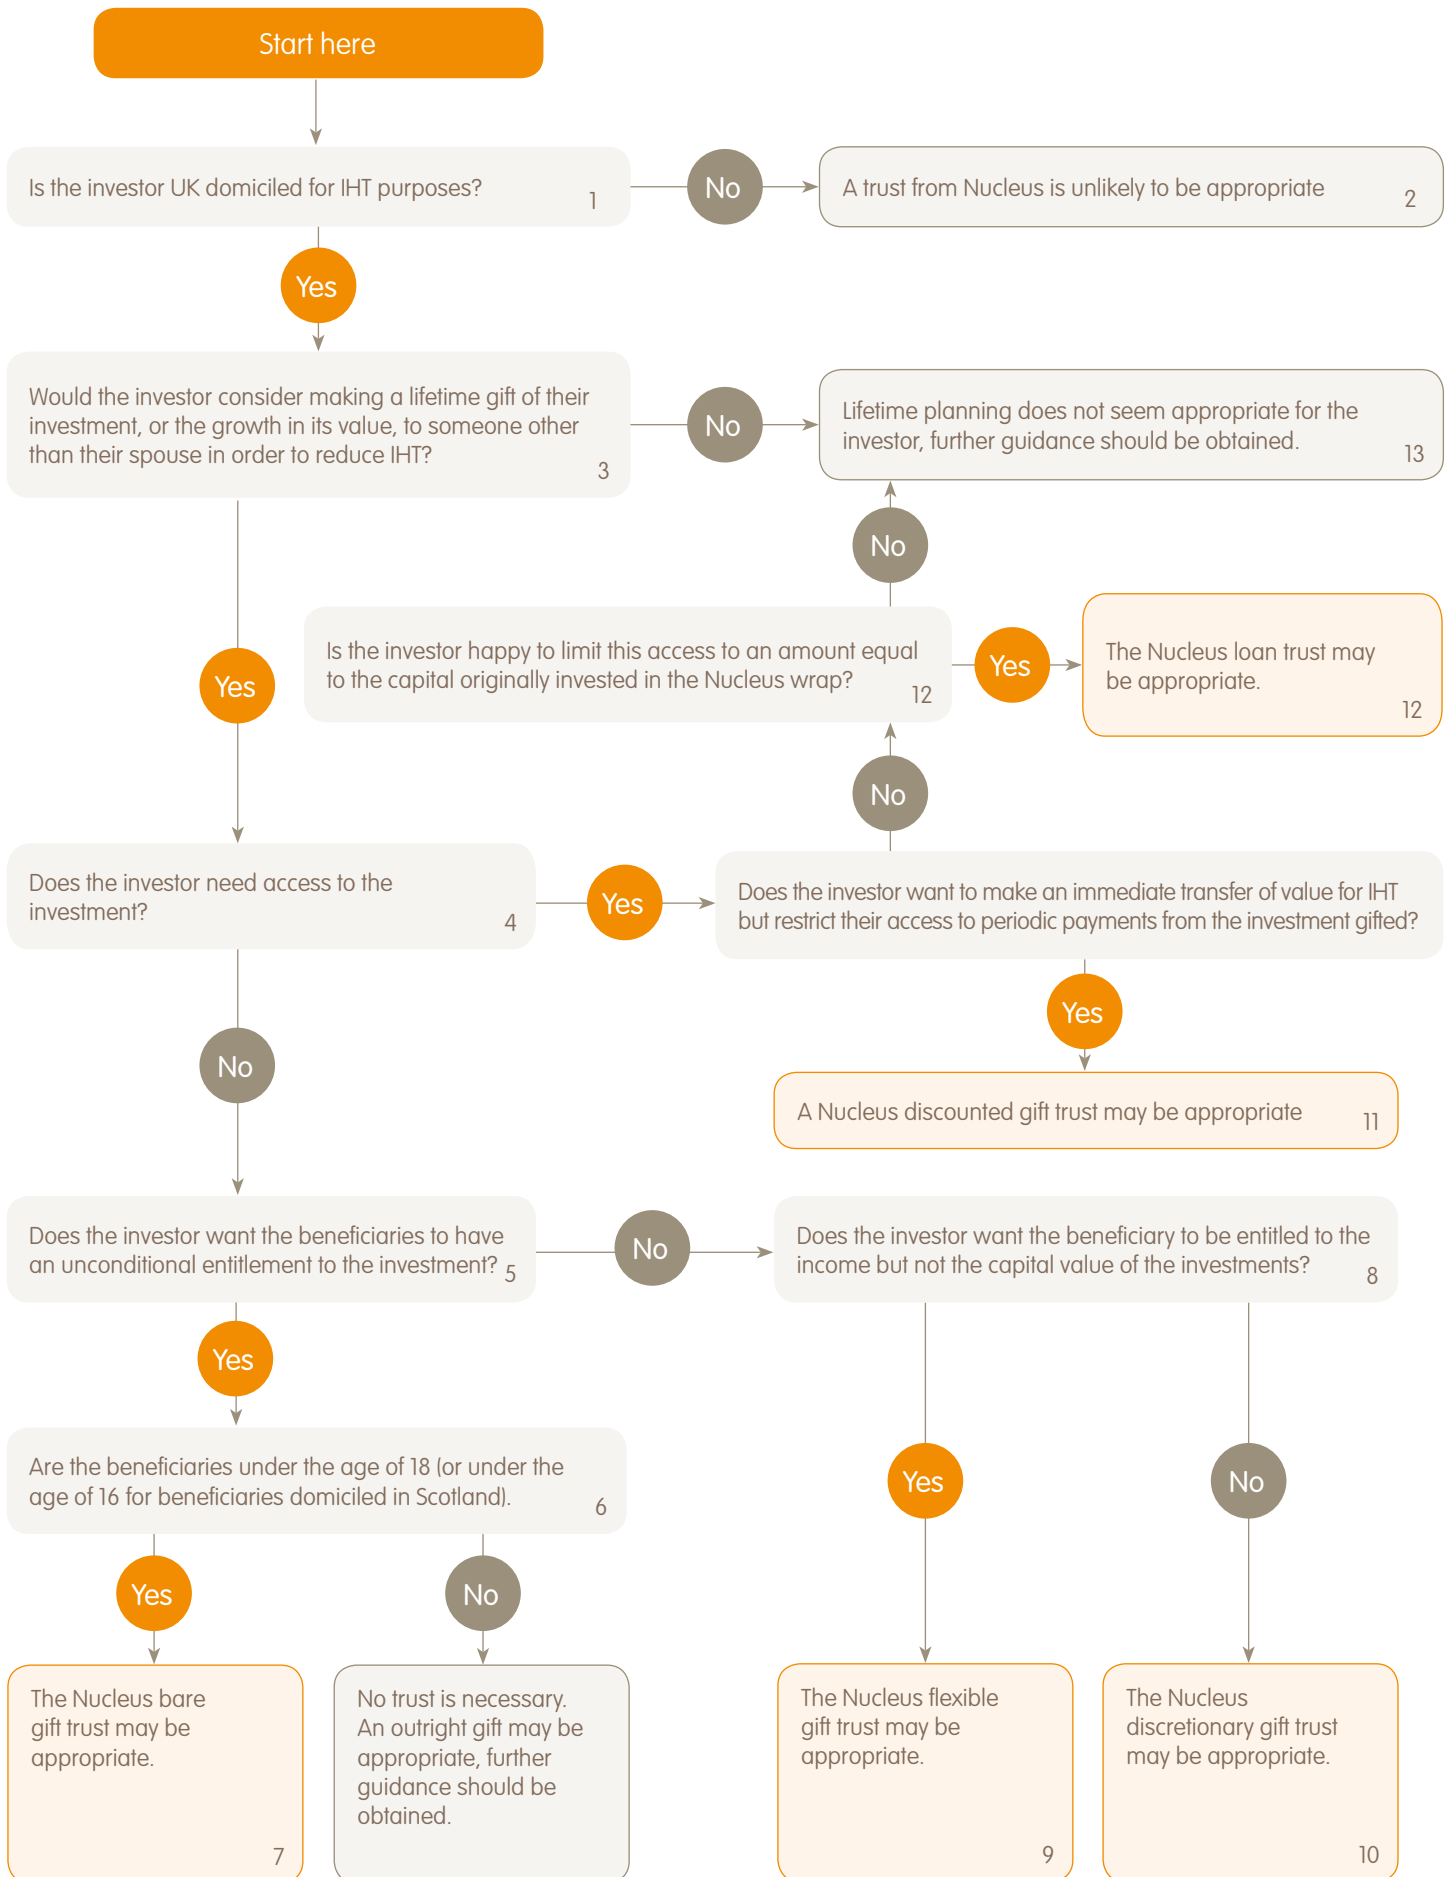 Start here
Is the investor UK domiciled for IHT purposes?
1
No
A trust from Nucleus is unlikely to be appropriate
2
Yes
Would the investor consider making a lifetime gift of their
investment, or the growth in its value, to someone other
than their spouse in order to reduce IHT?
3
No
Lifetime planning does not seem appropriate for the
investor, further guidance should be obtained.
13
No
Is the investor happy to limit this access to an amount equal
to the capital originally invested in the Nucleus wrap?
12
Yes
The Nucleus loan trust may
be appropriate.
12
Yes
No
Does the investor need access to the
investment?
4
Yes
Does the investor want to make an immediate transfer of value for IHT
but restrict their access to periodic payments from the investment gifted?
Yes
No
A Nucleus discounted gift trust may be appropriate
11
Does the investor want the beneficiaries to have
an unconditional entitlement to the investment?
5
No
Does the investor want the beneficiary to be entitled to the
income but not the capital value of the investments?
8
Yes
Are the beneficiaries under the age of 18 (or under the
age of 16 for beneficiaries domiciled in Scotland).
6
Yes
No
Yes
No
The Nucleus bare
gift trust may be
appropriate.
7
No trust is necessary.
An outright gift may be
appropriate, further
guidance should be
obtained.
The Nucleus flexible
gift trust may be
appropriate.
9
The Nucleus
discretionary gift trust
may be appropriate.
10